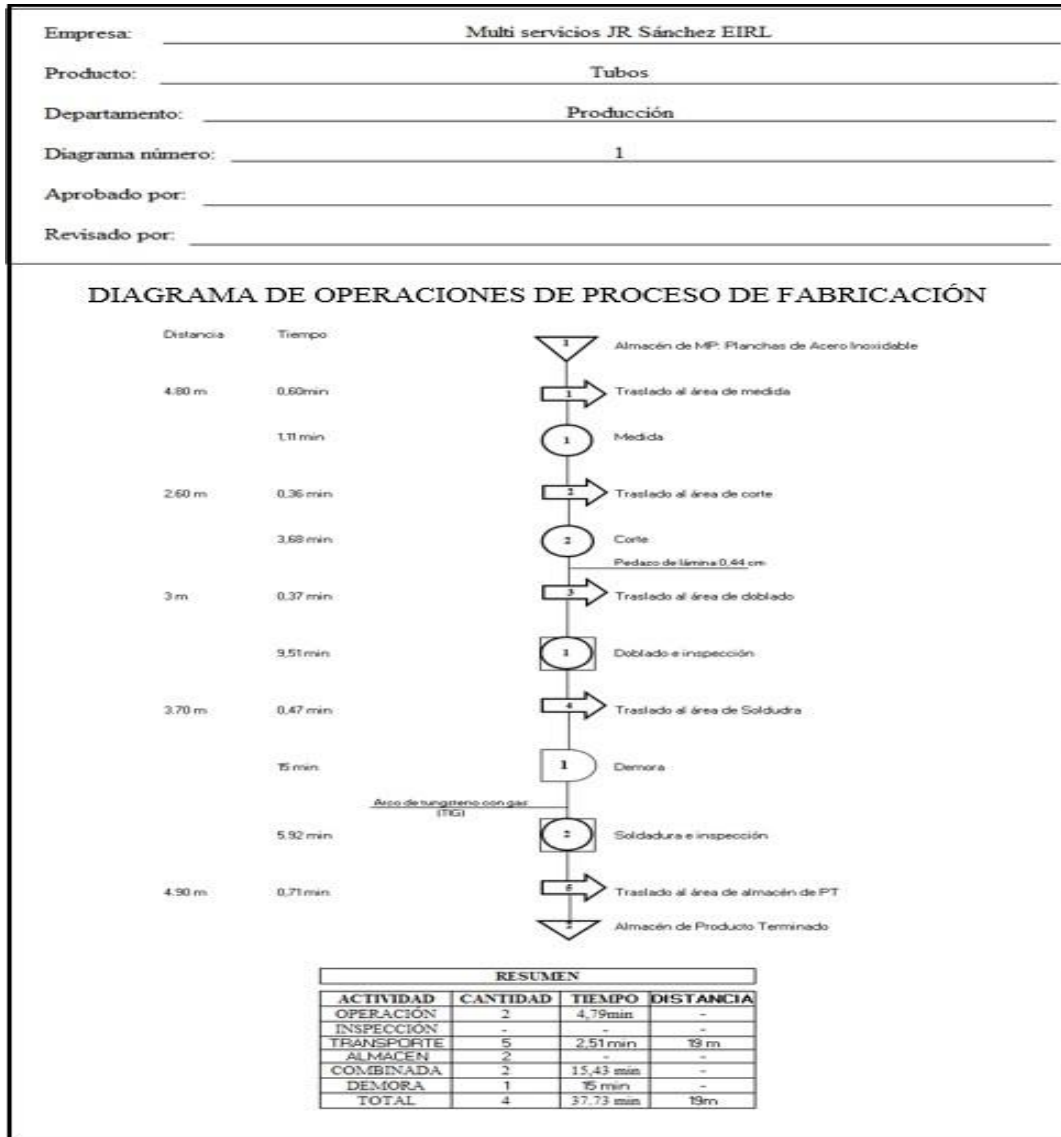 Empresa: Multi servicios JR Sánchez EIRL
Producto: Tubos
Departamento: Producción
Diagrama número: 1
Aprobado por:
Revisado por:
DIAGRAMA DE OPERACIONES DE PROCESO DE FABRICACIÓN
Distancia Tiempo
1 Almacén de MP: Planchas de Acero Inoxidable
4.80 m 0,60min 1 Traslado al área de medida
1,11 min 1 Medida
2.60 m 0,36 min 2 Traslado al área de corte
3,68 min 2 Corte
Pedazo de lámina 0,44 cm
3 m 0,37 min 3 Traslado al área de doblado
9,51 min 1 Doblado e inspección
3.70 m 0,47 min 4 Traslado al área de Soldudra
15 min 1 Demora
Arco de tungsteno con gas
(TIG)
5.92 min 2 Soldadura e inspección
4.90 m 0,71 min 5 Traslado al área de almacén de PT
2 Almacén de Producto Terminado
RESUMEN
ACTIVIDAD CANTIDAD TIEMPO DISTANCIA
OPERACIÓN 2 4,79min -
INSPECCIÓN - - -
TRANSPORTE 5 2,51 min 19 m
ALMACEN 2 - -
COMBINADA 2 15,43 min -
DEMORA 1 15 min -
TOTAL 4 37.73 min 19m